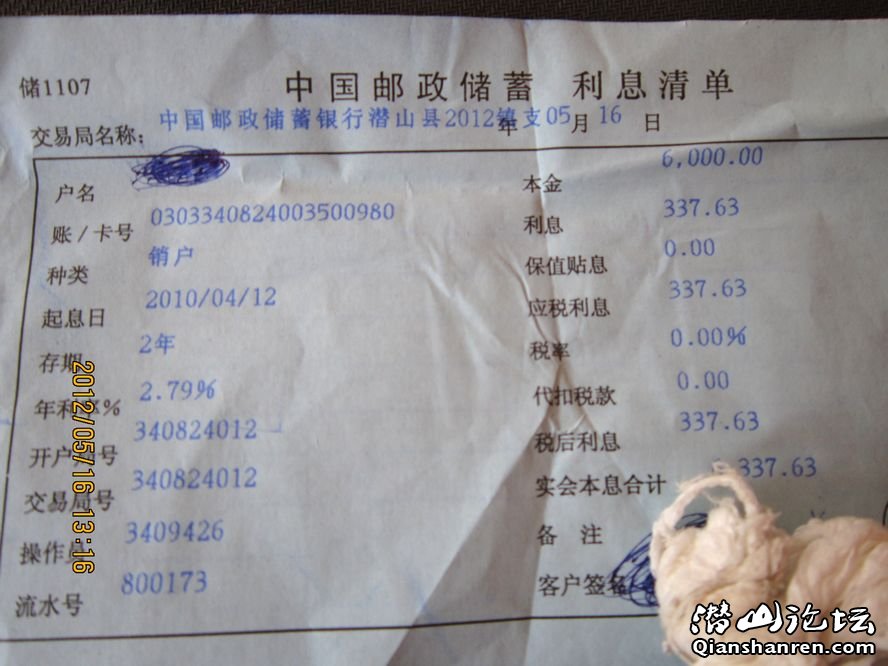 储1107
中国邮政储蓄 利息清单
交易局名称: 中国邮政储蓄银行潜山县2012镇支05 16
年 月 日
户名
本金 6,000.00
账/卡号 0303340824003500980
利息 337.63
种类 销户
保值贴息 0.00
起息日 2010/04/12
应税利息 337.63
存期 2年
税率 0.00%
年利率% 2.79%
代扣税款 0.00
开户局号 340824012
税后利息 337.63
交易局号 340824012
实会本息合计 337.63
操作员 3409426
备 注
流水号 800173
客户签名
2012/05/16 13:16
潜山论坛
Qianshanren.com